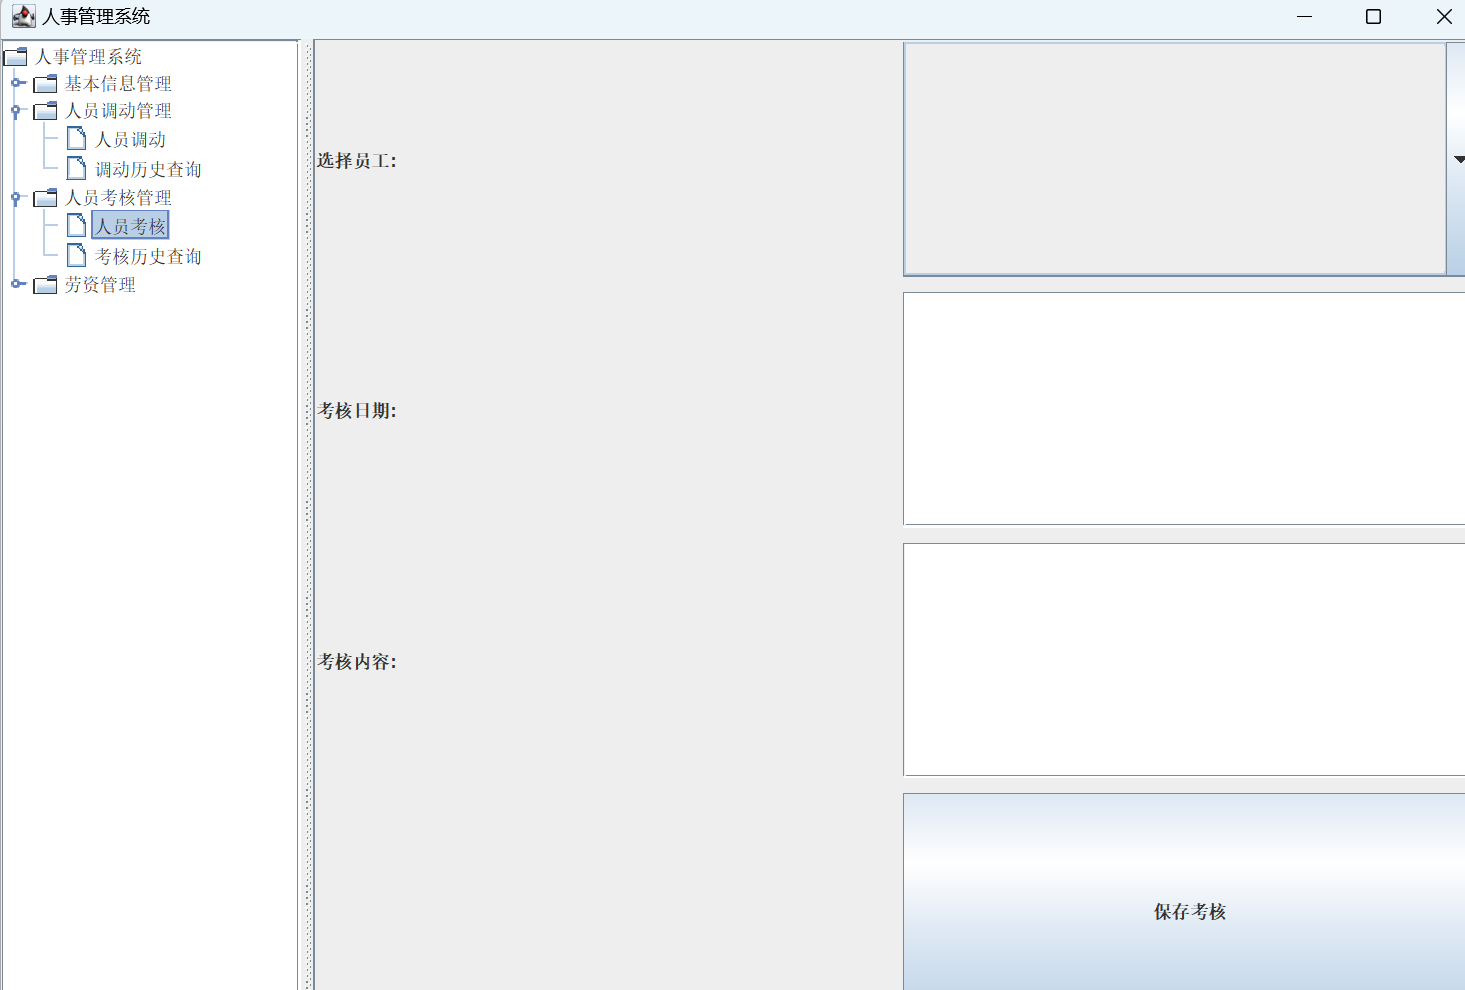 人事管理系统
人事管理系统
基本信息管理
人员调动管理
人员调动
调动历史查询
人员考核管理
人员考核
考核历史查询
劳资管理
选择员工:
考核日期:
考核内容:
保存考核